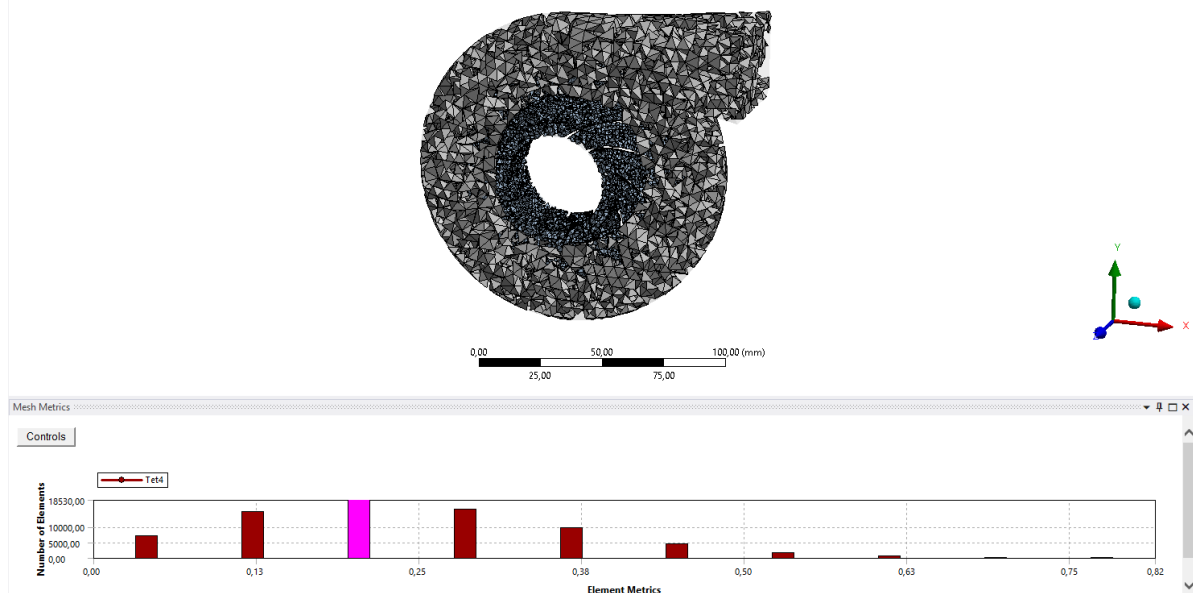 Y
X
Z
0,00 50,00 100,00 (mm)
25,00 75,00
Mesh Metrics
Controls
Tet4
Number of Elements
18530,00
10000,00
5000,00
0,00
0,00 0,13 0,25 0,38 0,50 0,63 0,75 0,82
Element Metrics